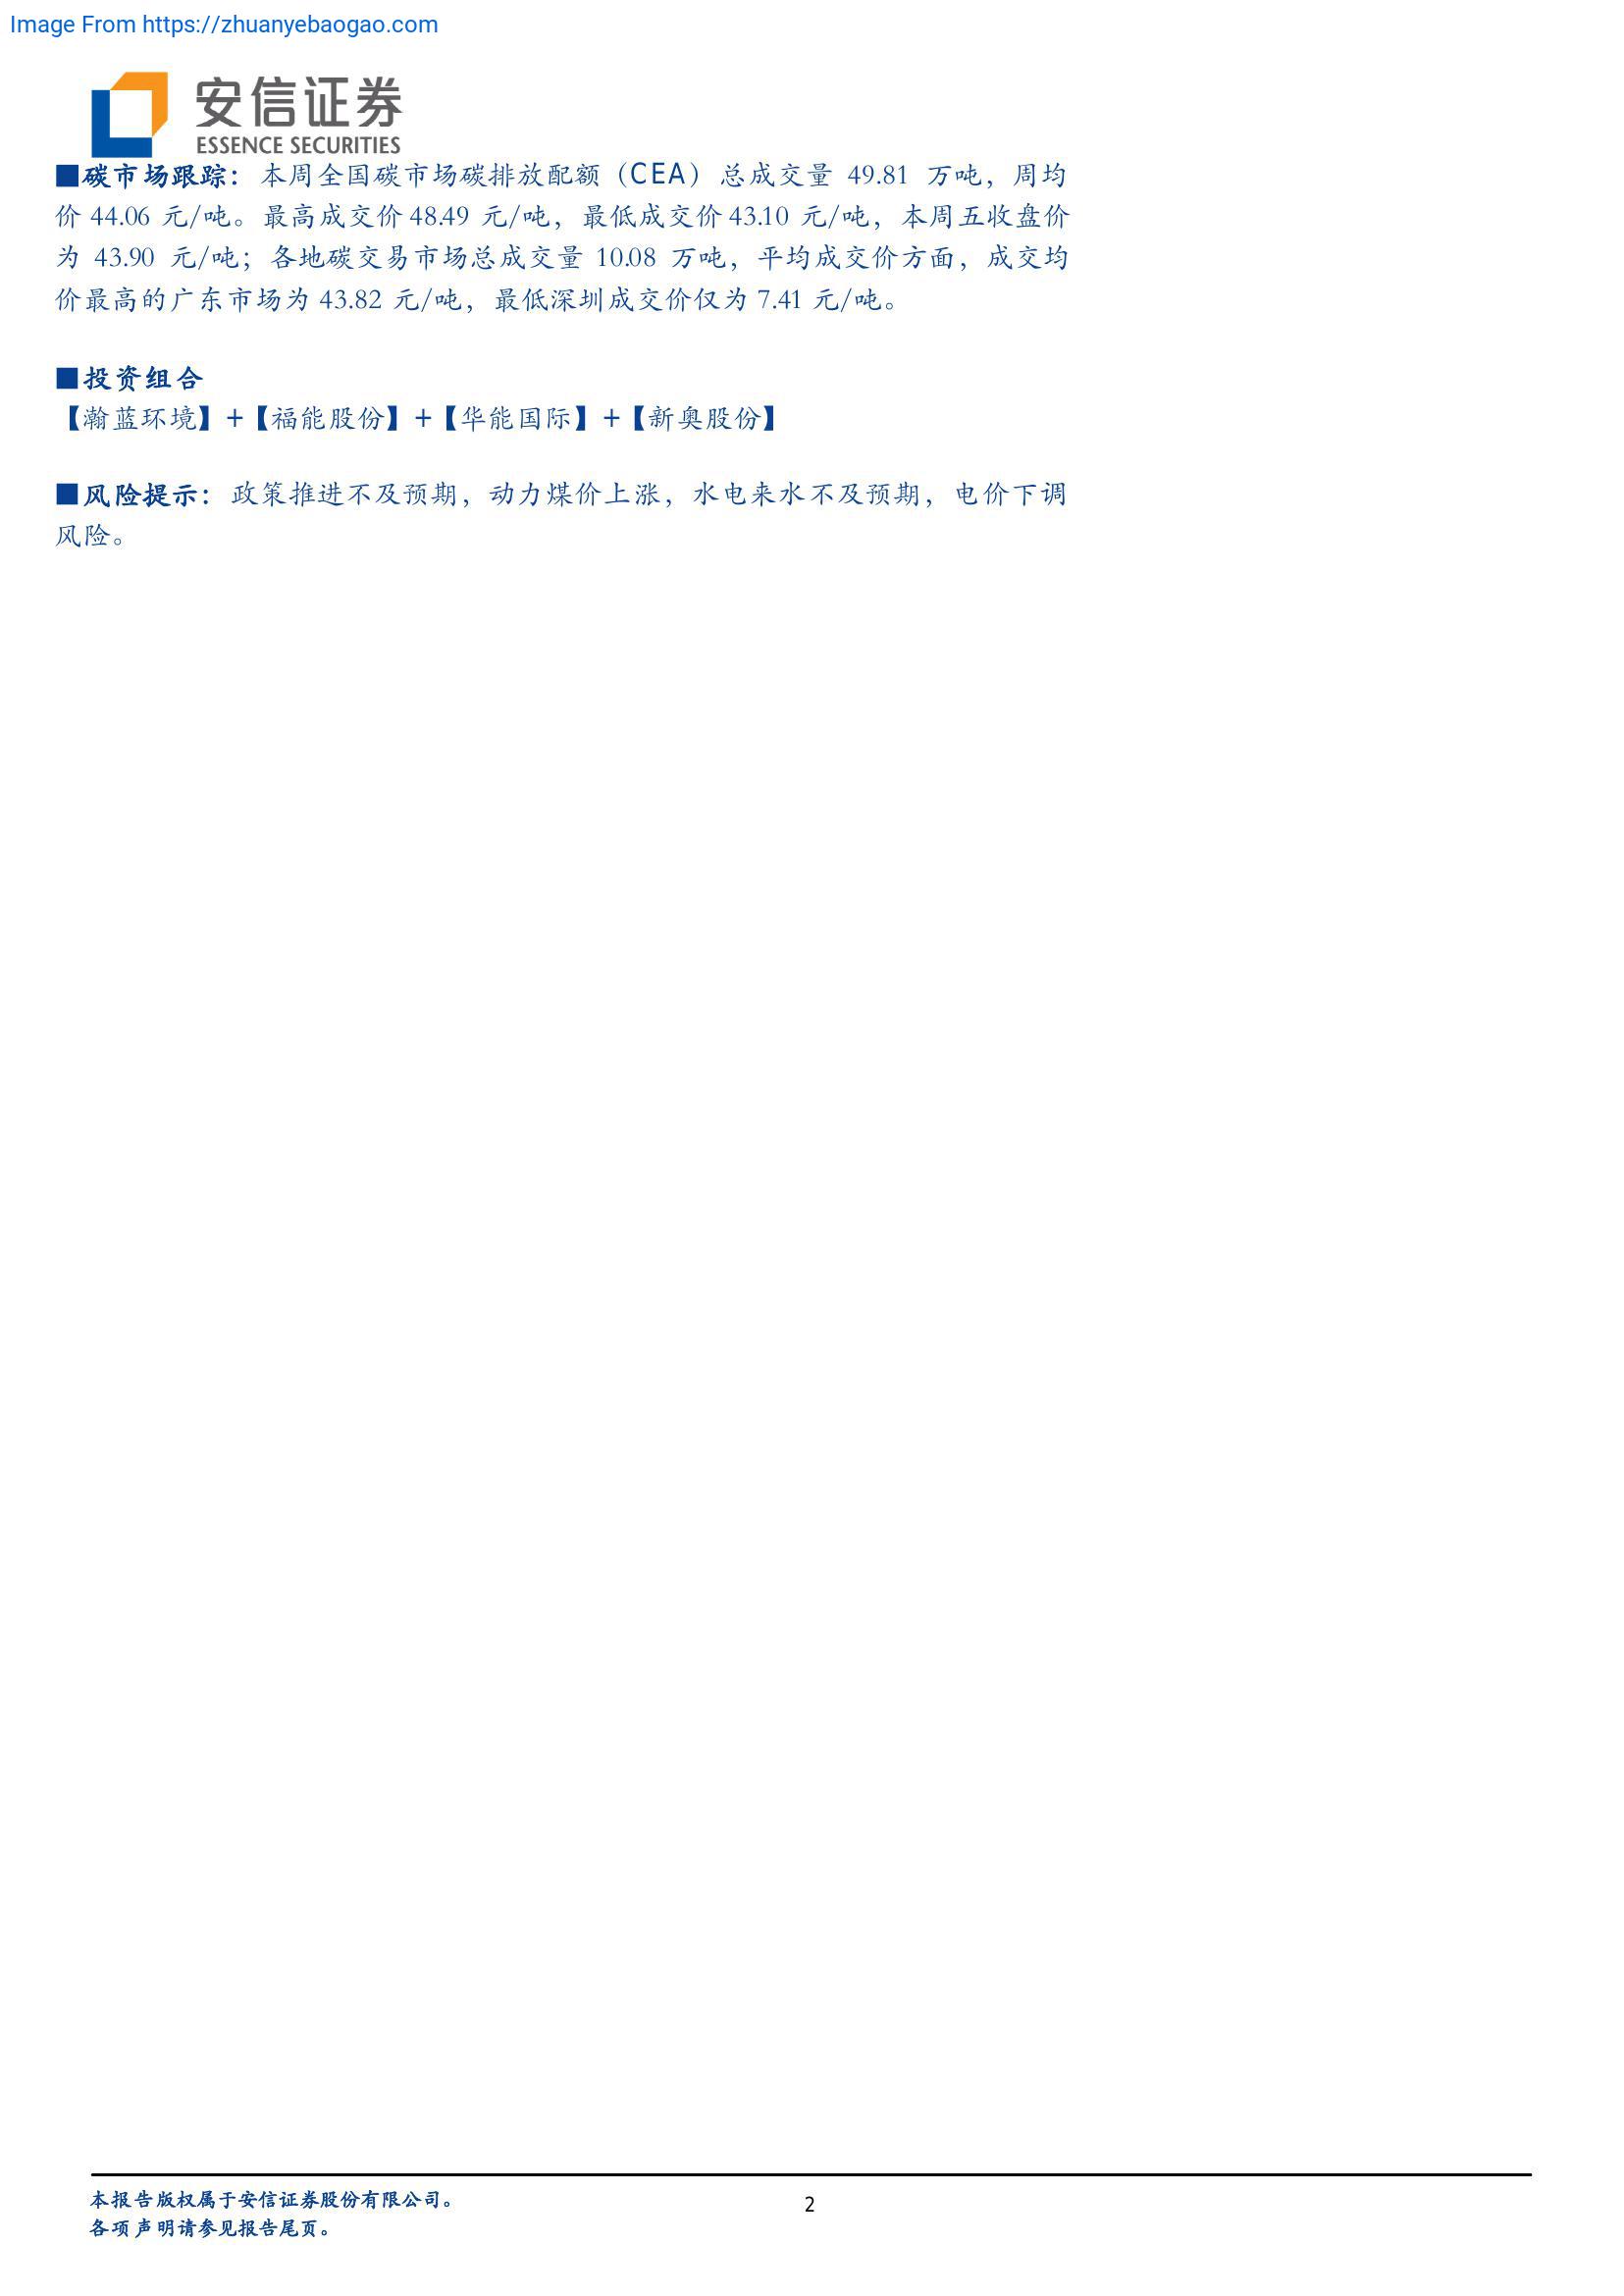 Image From https://zhuanyebaogao.com
安信证券
ESSENCE SECURITIES
■碳市场跟踪：本周全国碳市场碳排放配额（CEA）总成交量 49.81 万吨，周均
价 44.06 元/吨。最高成交价 48.49 元/吨，最低成交价 43.10 元/吨，本周五收盘价
为 43.90 元/吨；各地碳交易市场总成交量 10.08 万吨，平均成交价方面，成交均
价最高的广东市场为 43.82 元/吨，最低深圳成交价仅为 7.41 元/吨。
■投资组合
【瀚蓝环境】+【福能股份】+【华能国际】+【新奥股份】
■风险提示：政策推进不及预期，动力煤价上涨，水电来水不及预期，电价下调
风险。
本报告版权属于安信证券股份有限公司。
2
各项声明请参见报告尾页。